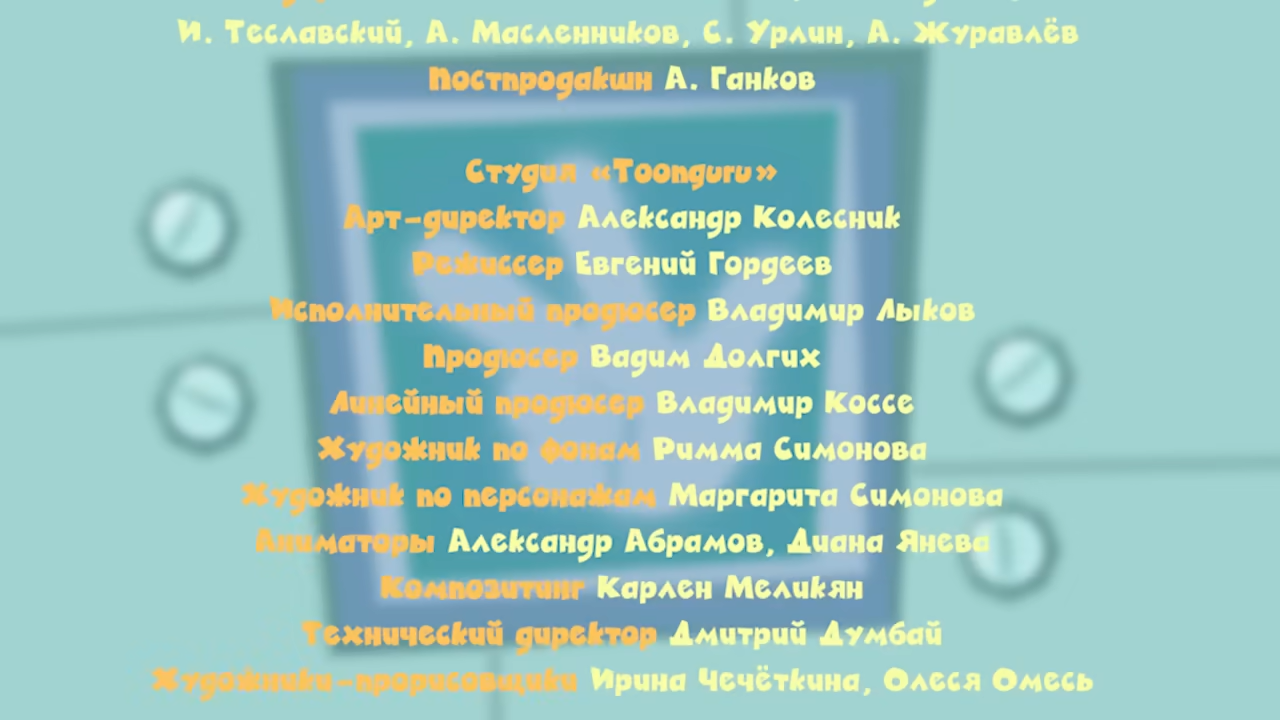 И. Теславский, А. Масленников, С. Урлин, А. Журавлёв
Постпродакшн А. Ганков
Студия «Toonguru»
Арт-директор Александр Колесник
Режиссер Евгений Гордеев
Исполнительный продюсер Владимир Лыков
Продюсер Вадим Долгих
Линейный продюсер Владимир Коссе
Художник по фонам Римма Симонова
Художник по персонажам Маргарита Симонова
Аниматоры Александр Абрамов, Диана Янева
Композитинг Карлен Меликян
Технический директор Дмитрий Думбай
Художники-прорисовщики Ирина Чечёткина, Олеся Омесь